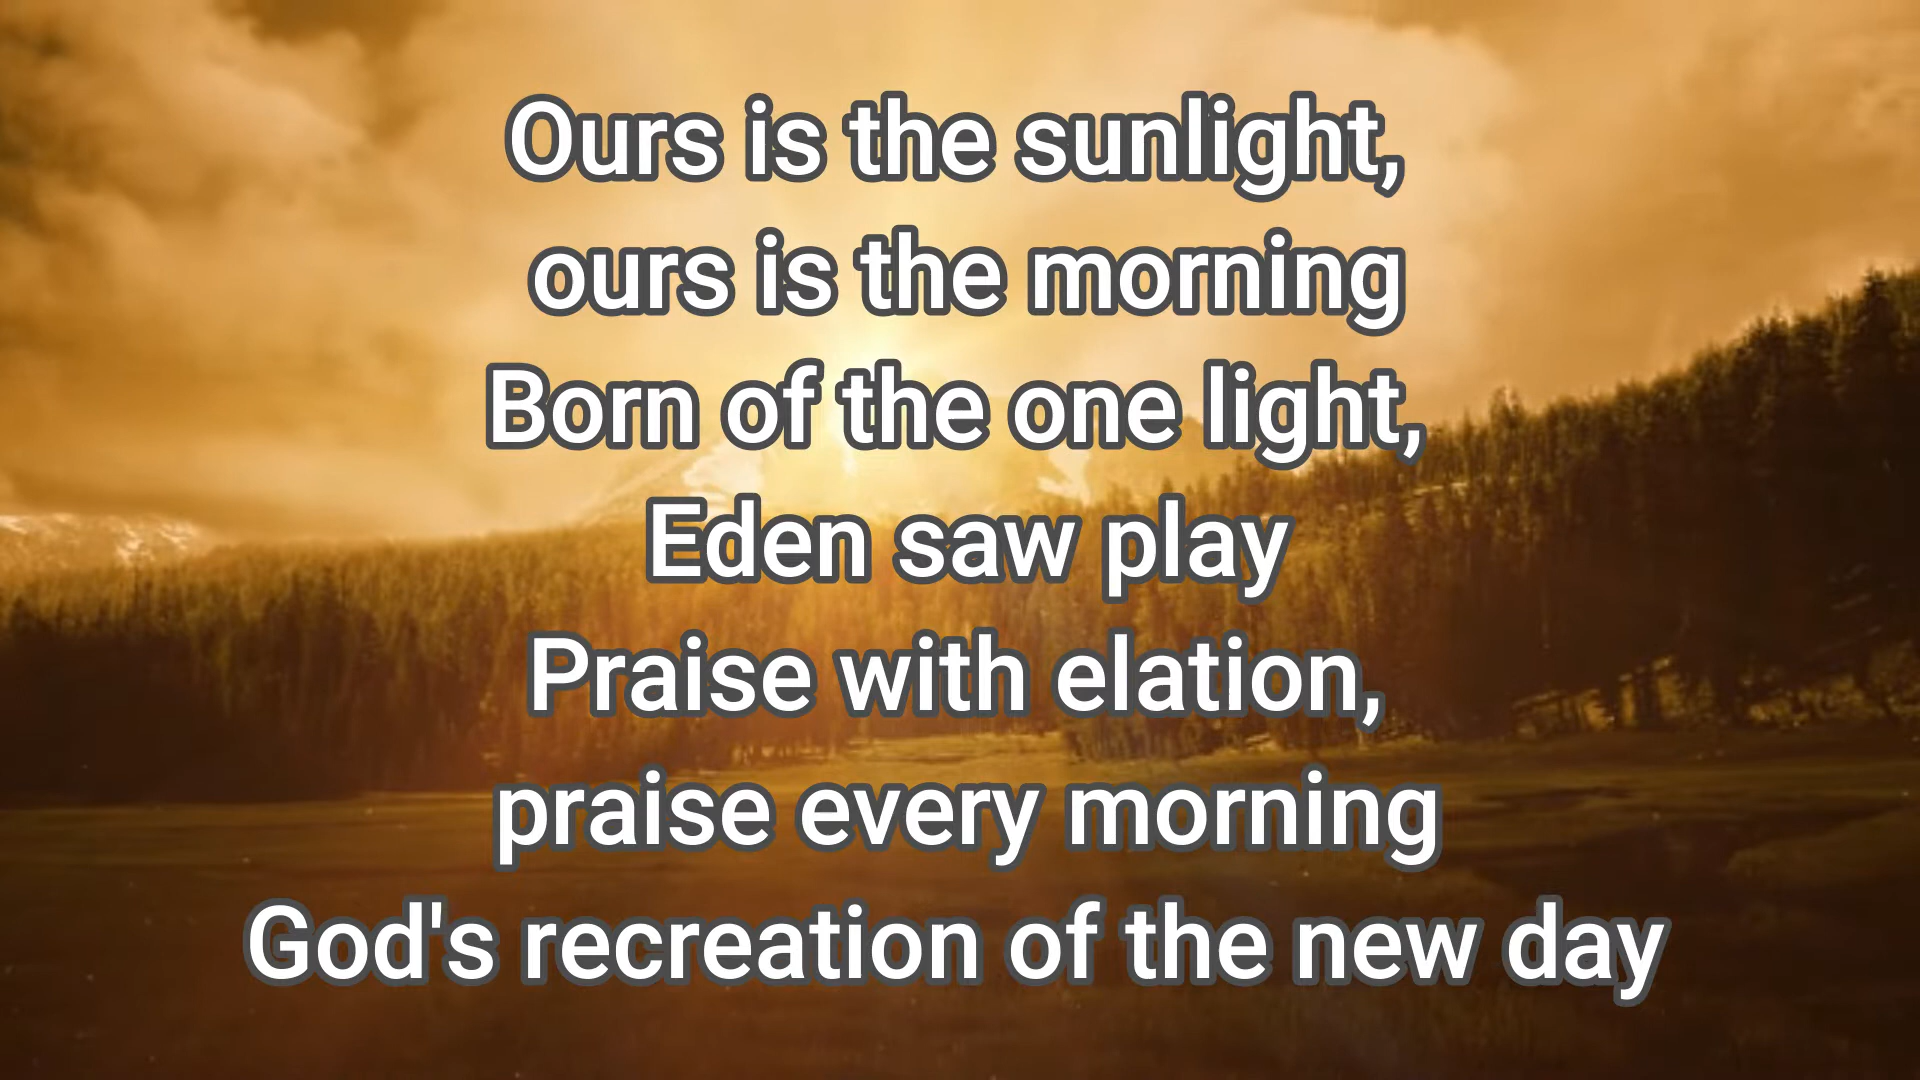 Ours is the sunlight,
ours is the morning
Born of the one light,
Eden saw play
Praise with elation,
praise every morning
God's recreation of the new day